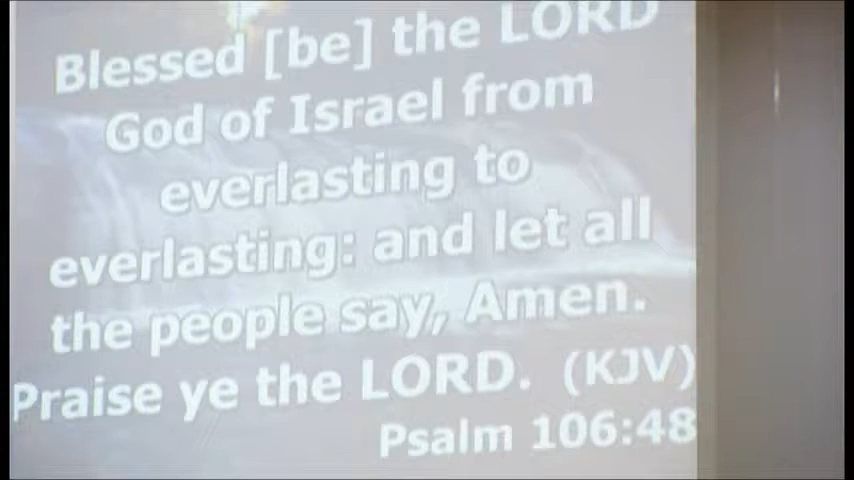 Blessed [be] the LORD
God of Israel from
everlasting to
everlasting: and let all
the people say, Amen.
Praise ye the LORD. (KJV)
Psalm 106:48